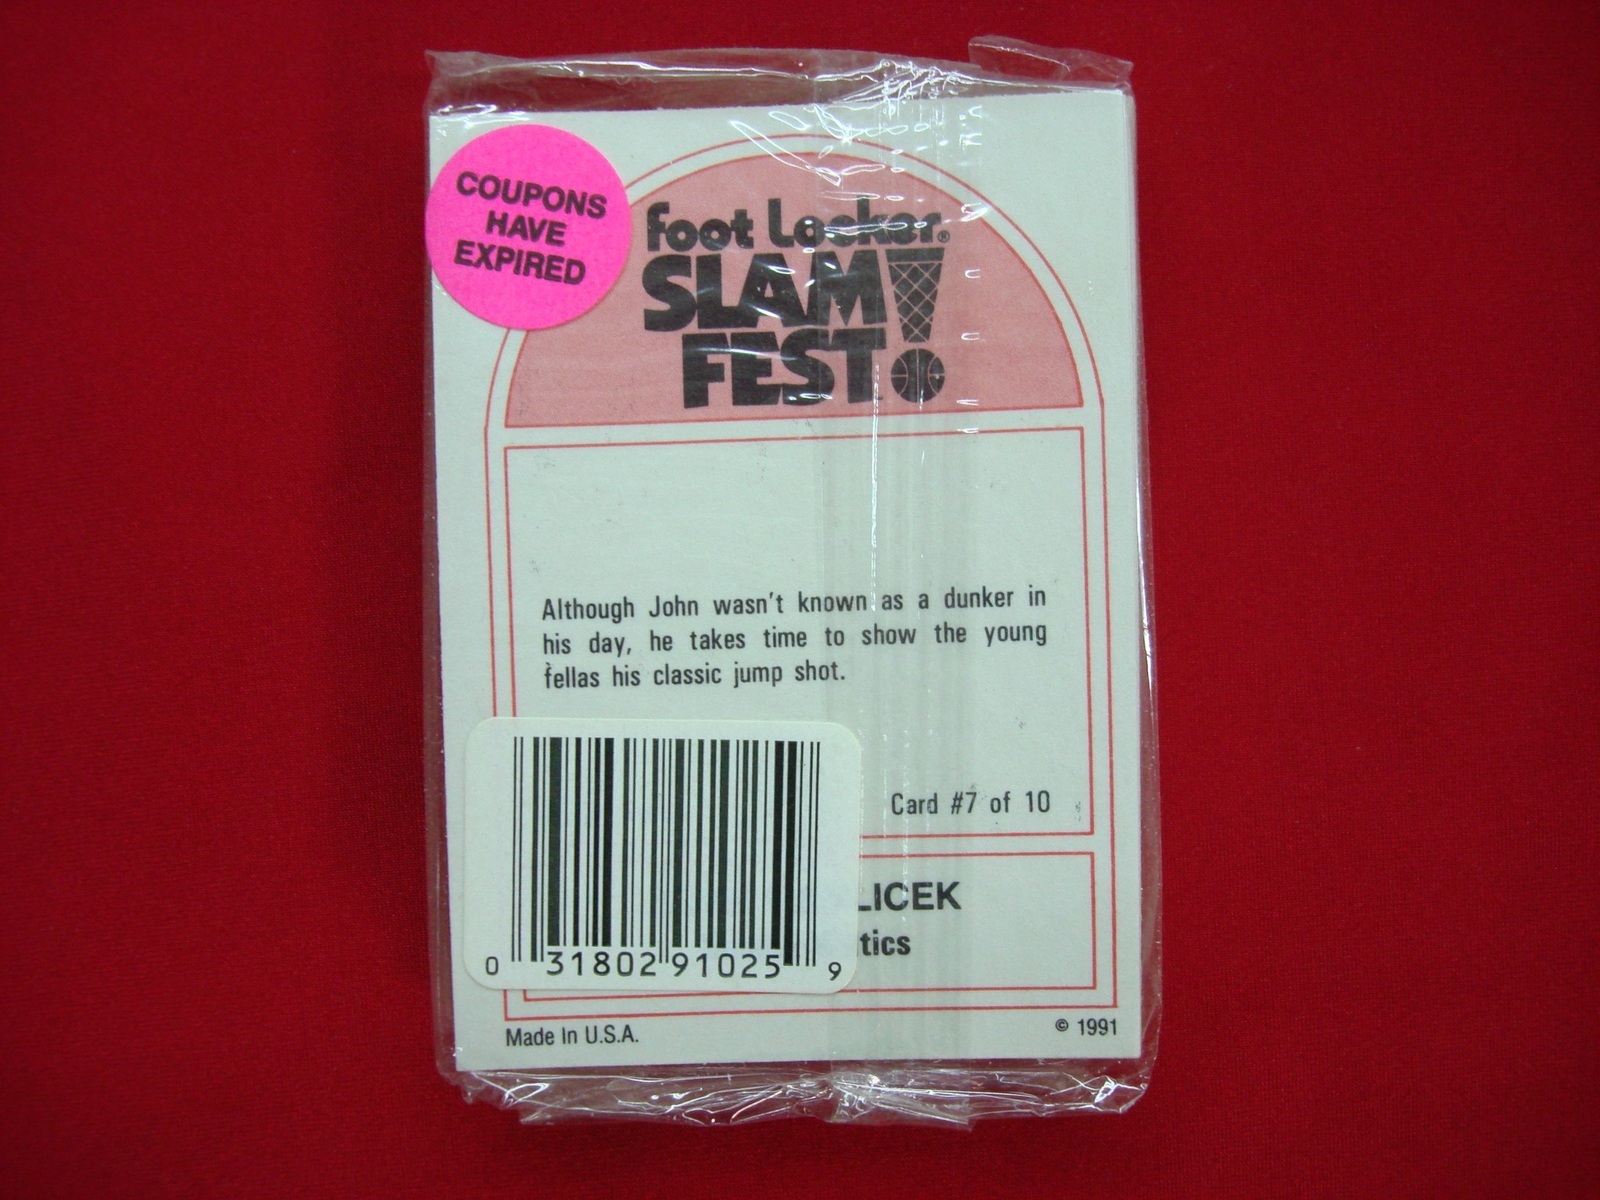 COUPONS
HAVE
EXPIRED
foot Locker®
SLAM
FEST!
Although John wasn't known as a dunker in
his day, he takes time to show the young
fellas his classic jump shot.
Card #7 of 10
LICEK
tics
0 31802 91025 9
Made In U.S.A.
© 1991